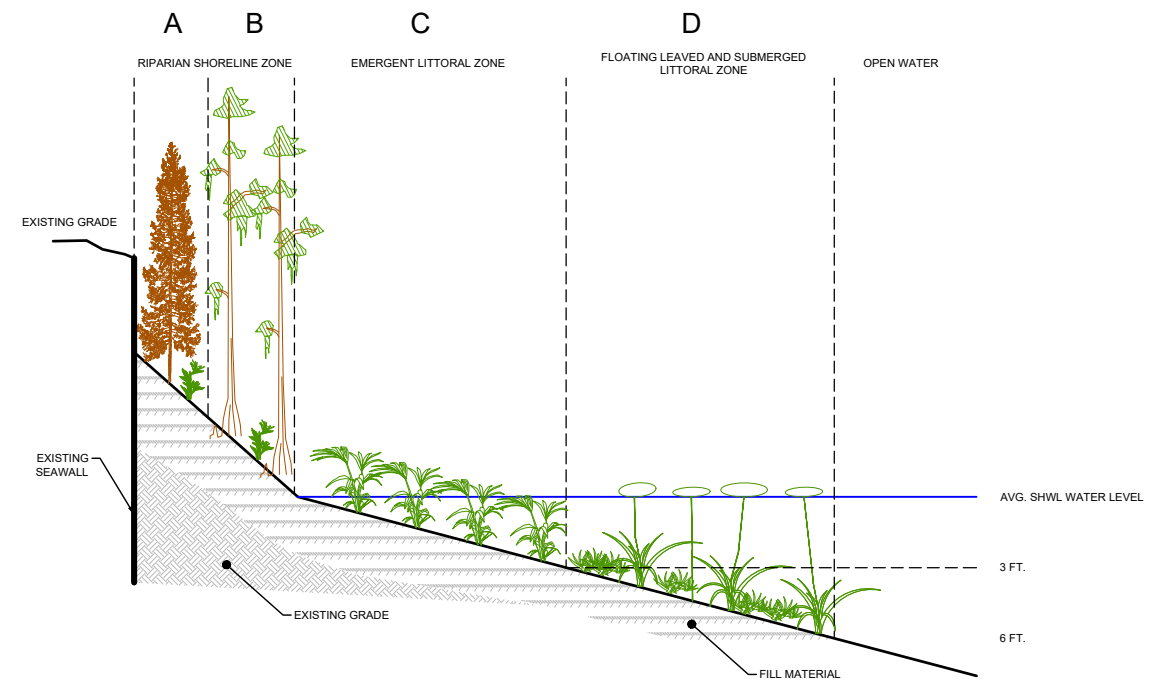 A
B
C
D
RIPARIAN SHORELINE ZONE
EMERGENT LITTORAL ZONE
FLOATING LEAVED AND SUBMERGED
LITTORAL ZONE
OPEN WATER
EXISTING GRADE
EXISTING
SEAWALL
AVG. SHWL WATER LEVEL
3 FT.
EXISTING GRADE
6 FT.
FILL MATERIAL